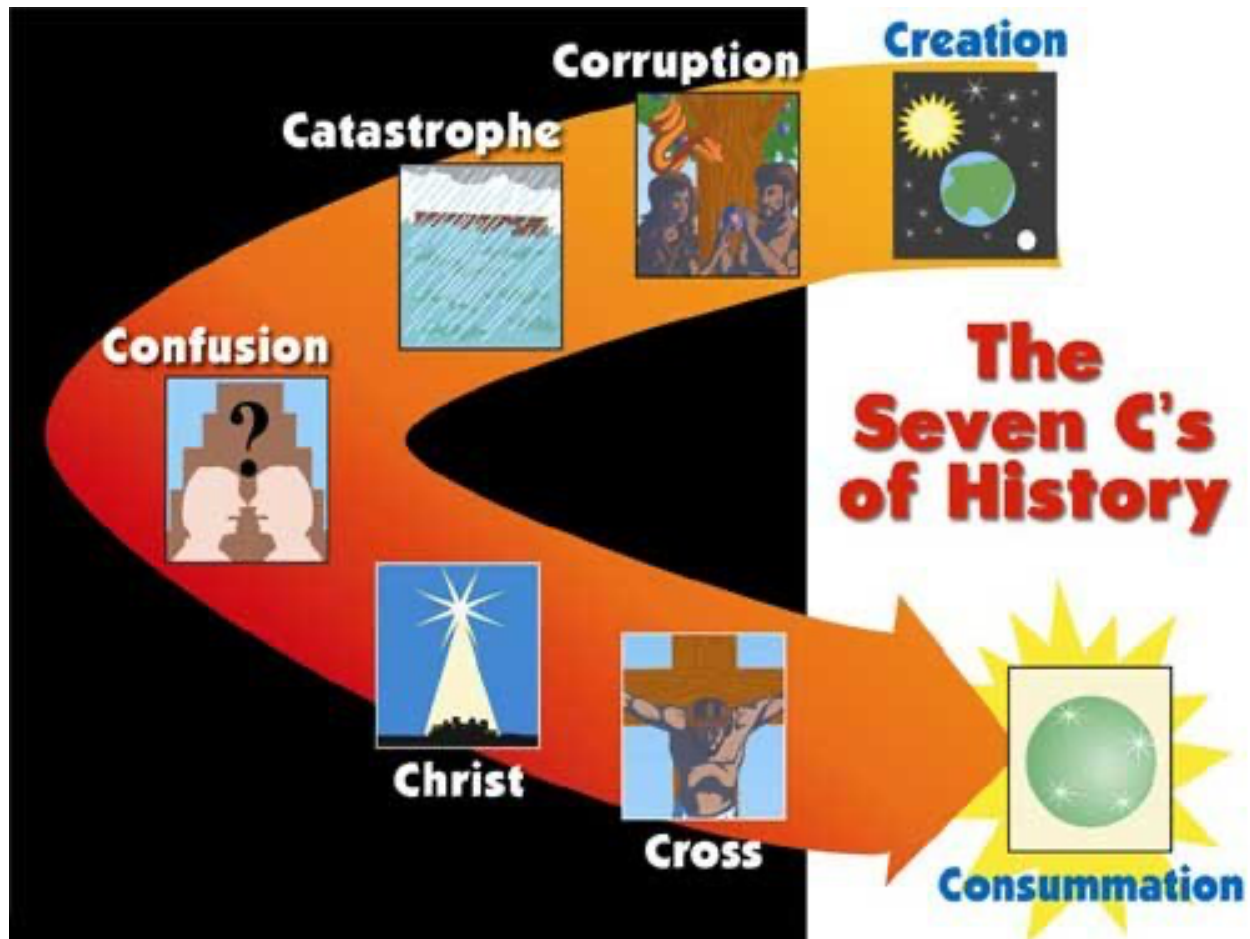 Creation
Corruption
Catastrophe
Confusion
?
The
Seven C's
of History
Christ
Cross
Consummation